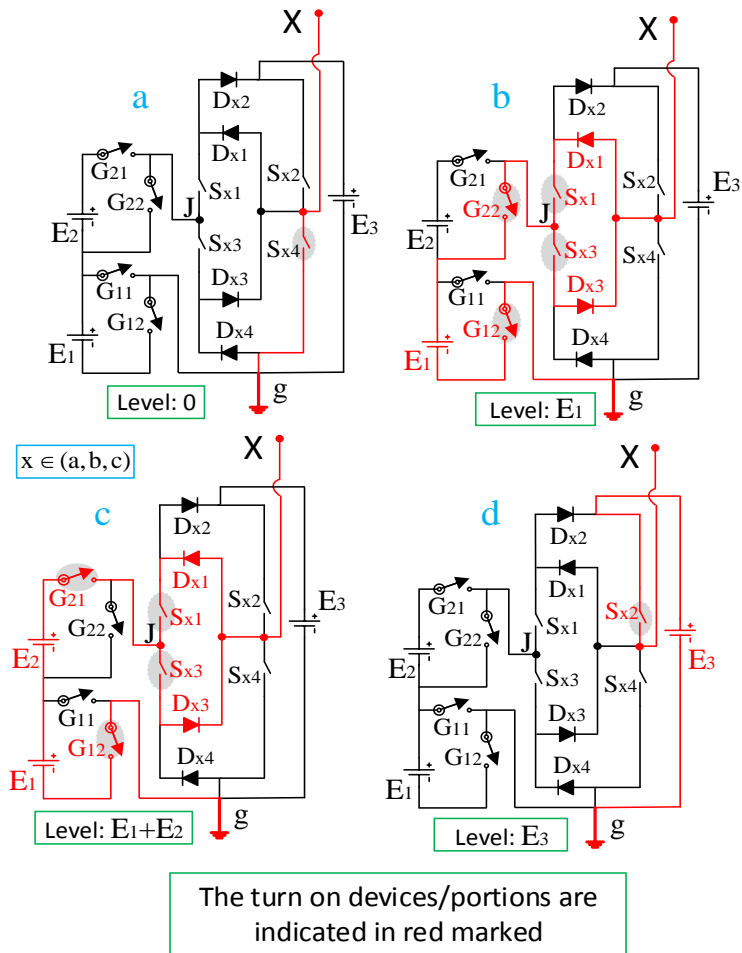 X
a
Dx2
Dx1
G21
Sx2
Sx1
G22
J
E3
E2
Sx3
Sx4
G11
Dx3
G12
E1
Dx4
g
Level: 0
X
b
Dx2
Dx1
G21
Sx2
Sx1
G22
J
E3
E2
Sx3
Sx4
G11
Dx3
G12
E1
Dx4
g
Level: E1
x ∈ (a, b, c)
X
c
Dx2
Dx1
G21
Sx2
Sx1
G22
J
E3
E2
Sx3
Sx4
G11
Dx3
G12
E1
Dx4
g
Level: E1+E2
X
d
Dx2
Dx1
G21
Sx2
Sx1
G22
J
E3
E2
Sx3
Sx4
G11
Dx3
G12
E1
Dx4
g
Level: E3
The turn on devices/portions are
indicated in red marked